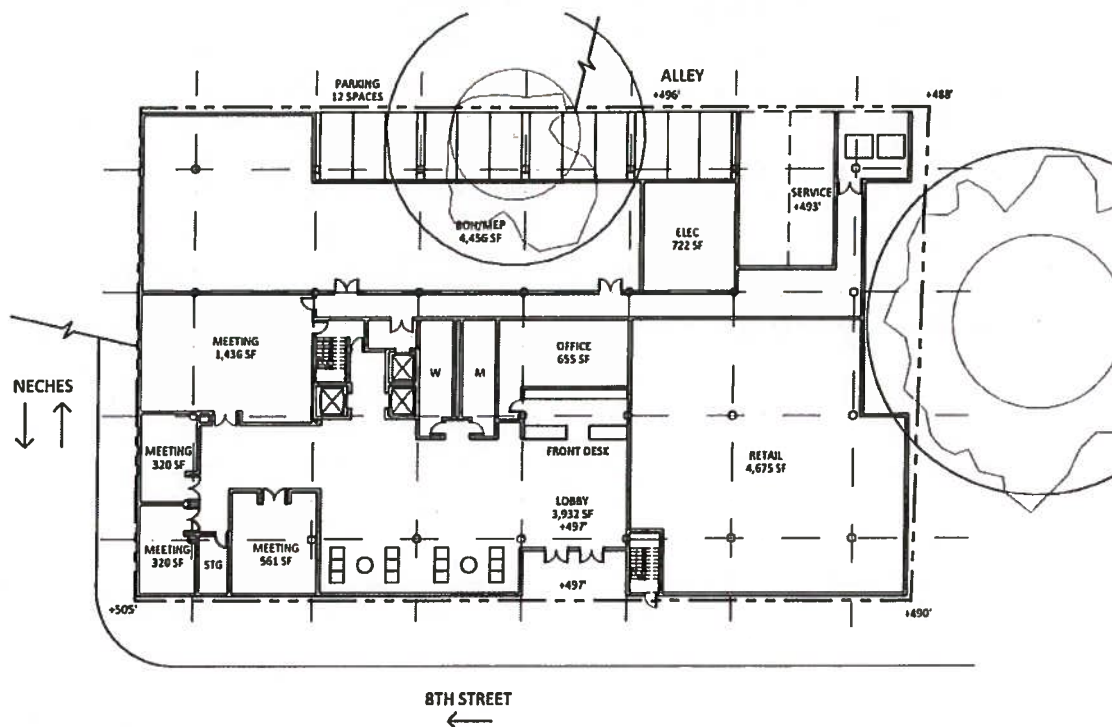 PARKING
12 SPACES
ALLEY
+496'
+488'
SERVICE
+493'
BOH/MEP
4,456 SF
ELEC
722 SF
MEETING
1,436 SF
OFFICE
655 SF
W
M
NECHES
MEETING
320 SF
FRONT DESK
RETAIL
4,675 SF
LOBBY
3,932 SF
+497'
MEETING
320 SF
STG
MEETING
561 SF
+497'
+505'
+490'
8TH STREET